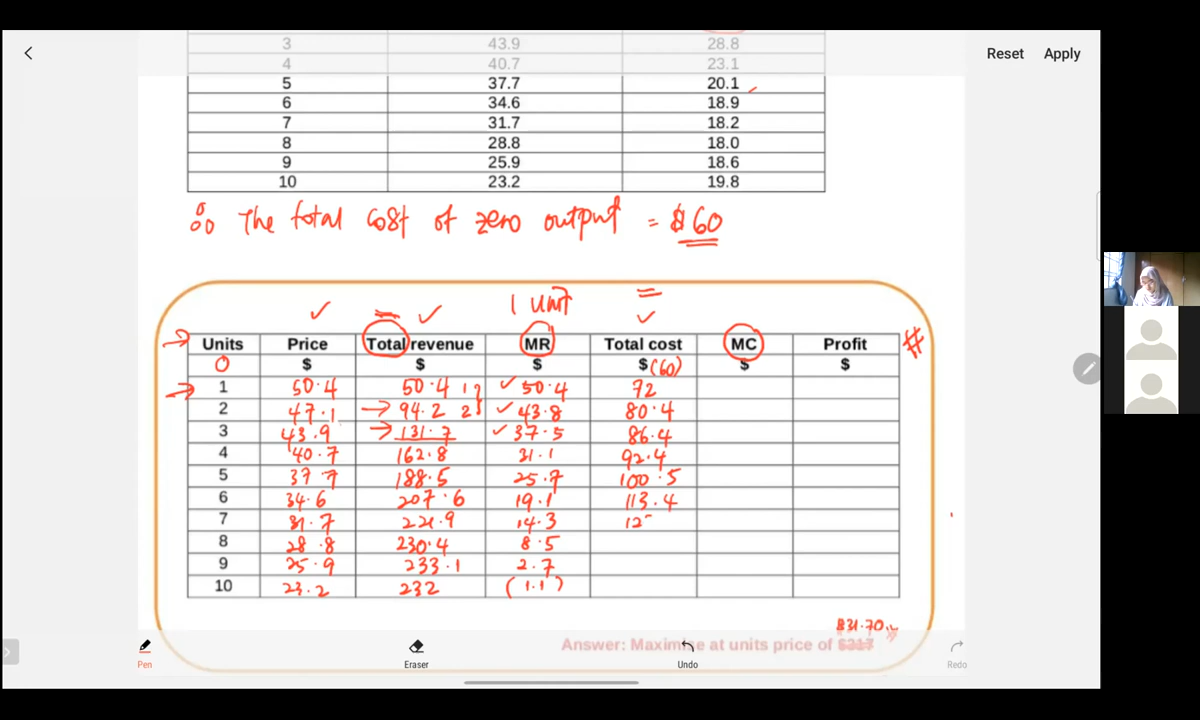 Reset Apply
3 43.9 28.8
4 40.7 23.1
5 37.7 20.1
6 34.6 18.9
7 31.7 18.2
8 28.8 18.0
9 25.9 18.6
10 23.2 19.8
∴ The total cost of zero output = $60
1 unit
Units Price Total revenue MR Total cost MC Profit #
0 $ $ $ $ (60) $ $
1 50.4 50.4 1 50.4 72
2 47.1 94.2 2 43.8 80.4
3 43.9 131.7 37.5 86.4
4 40.7 162.8 31.1 92.4
5 37.7 188.5 25.7 100.5
6 34.6 207.6 19.1 113.4
7 31.7 221.9 14.3 12
8 28.8 230.4 8.5
9 25.9 233.1 2.7
10 23.2 232 (1.1)
$31.70
Answer: Maximise at units price of $317
Pen Eraser Undo Redo